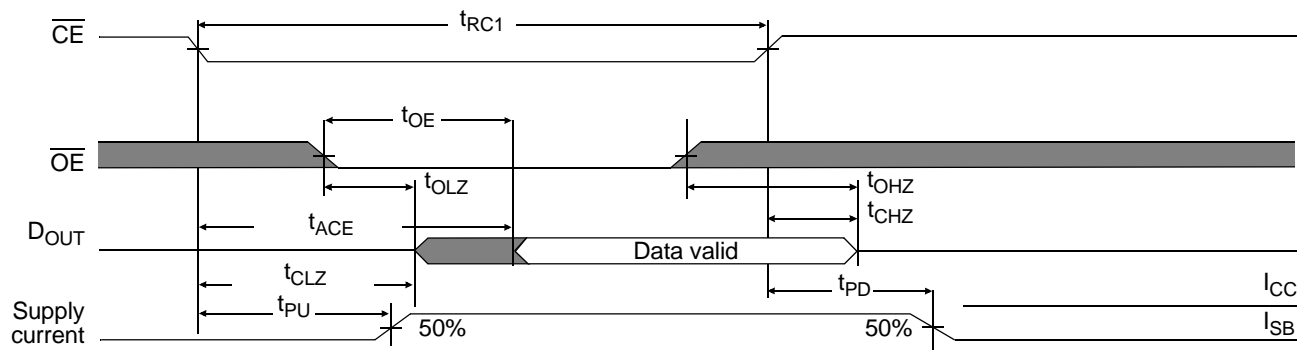 tRC1
CE
tOE
OE
tOLZ
tOHZ
tACE
tCHZ
DOUT
Data valid
tCLZ
tPD
ICC
tPU
Supply
current
50%
50%
ISB